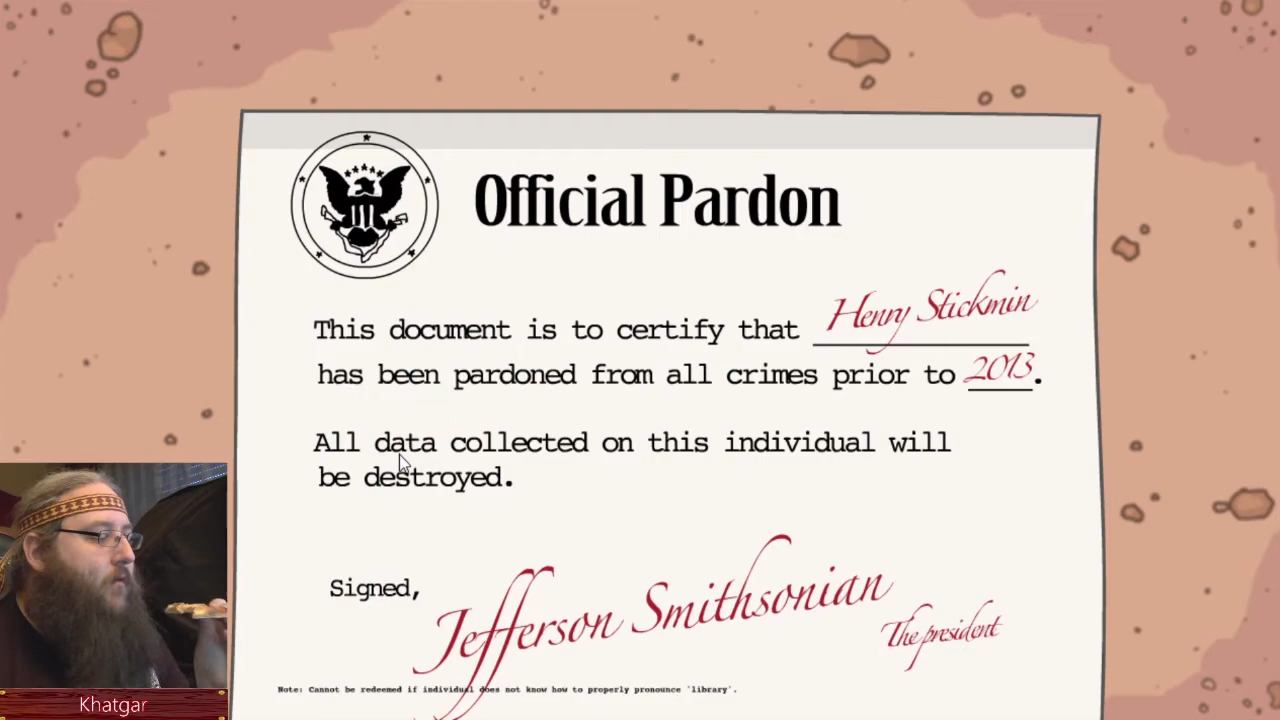 Official Pardon
This document is to certify that Henry Stickmin
has been pardoned from all crimes prior to 2013.
All data collected on this individual will
be destroyed.
Signed,
Jefferson Smithsonian
The president
Note: Cannot be redeemed if individual does not know how to properly pronounce `library`.
Khatgar